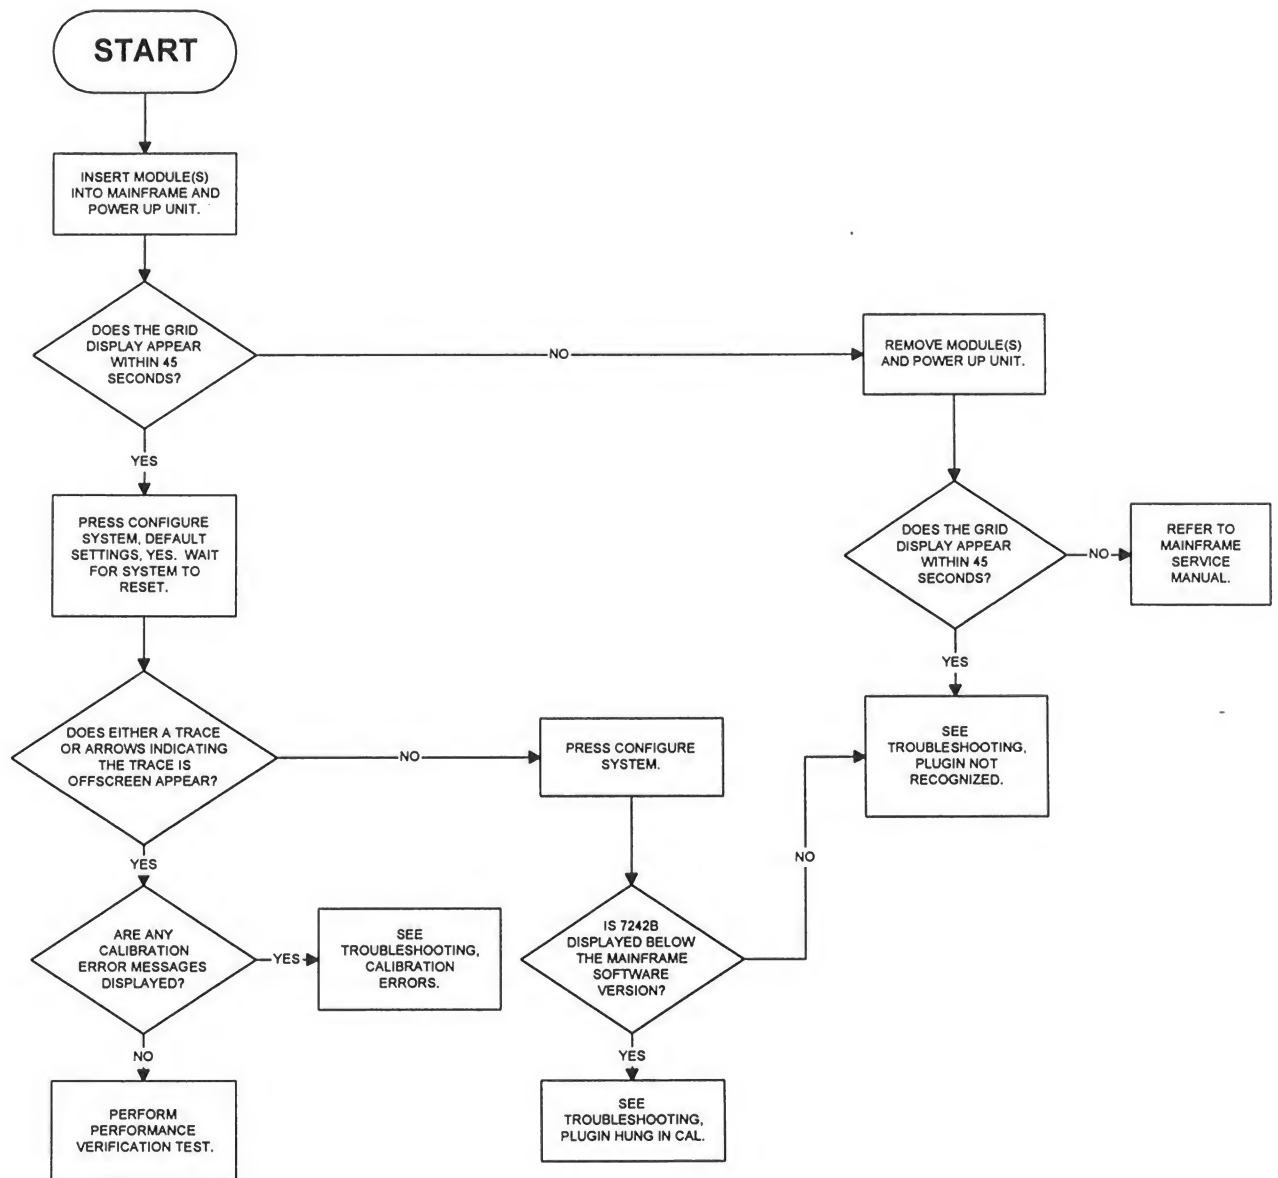 START
INSERT MODULE(S)
INTO MAINFRAME AND
POWER UP UNIT.
DOES THE GRID
DISPLAY APPEAR
WITHIN 45
SECONDS?
NO
REMOVE MODULE(S)
AND POWER UP UNIT.
YES
PRESS CONFIGURE
SYSTEM, DEFAULT
SETTINGS, YES. WAIT
FOR SYSTEM TO
RESET.
DOES THE GRID
DISPLAY APPEAR
WITHIN 45
SECONDS?
NO
REFER TO
MAINFRAME
SERVICE
MANUAL.
YES
DOES EITHER A TRACE
OR ARROWS INDICATING
THE TRACE IS
OFFSCREEN APPEAR?
NO
PRESS CONFIGURE
SYSTEM.
SEE
TROUBLESHOOTING,
PLUGIN NOT
RECOGNIZED.
YES
NO
ARE ANY
CALIBRATION
ERROR MESSAGES
DISPLAYED?
YES
SEE
TROUBLESHOOTING,
CALIBRATION
ERRORS.
IS 7242B
DISPLAYED BELOW
THE MAINFRAME
SOFTWARE
VERSION?
NO
YES
PERFORM
PERFORMANCE
VERIFICATION TEST.
SEE
TROUBLESHOOTING,
PLUGIN HUNG IN CAL.